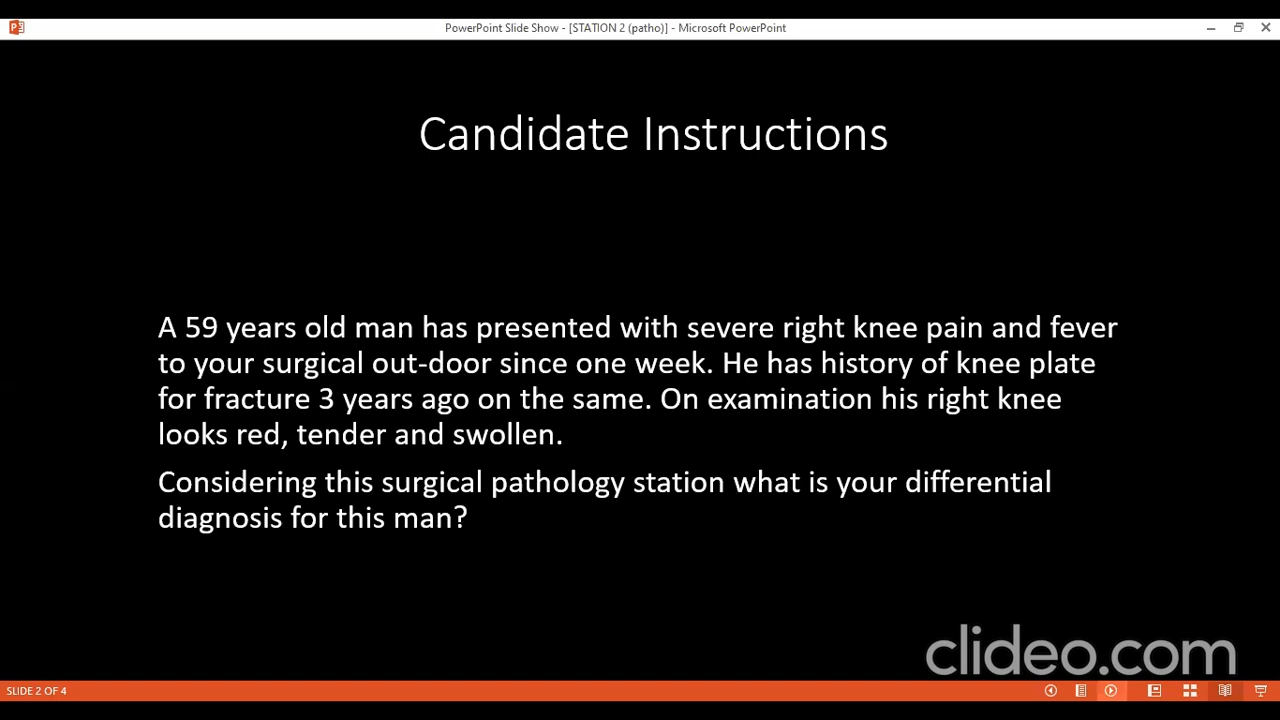 PowerPoint Slide Show - [STATION 2 (patho)] - Microsoft PowerPoint
Candidate Instructions
A 59 years old man has presented with severe right knee pain and fever
to your surgical out-door since one week. He has history of knee plate
for fracture 3 years ago on the same. On examination his right knee
looks red, tender and swollen.
Considering this surgical pathology station what is your differential
diagnosis for this man?
clideo.com
SLIDE 2 OF 4